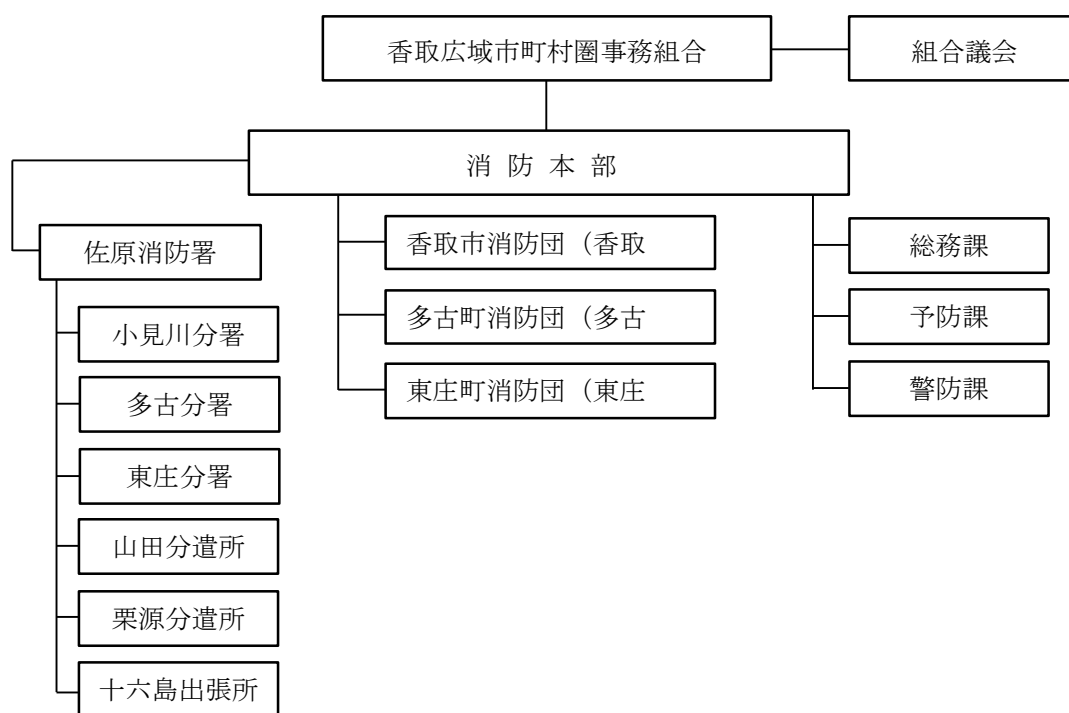 香取広域市町村圏事務組合
組合議会
消防本部
佐原消防署
小見川分署
多古分署
東庄分署
山田分遣所
栗源分遣所
十六島出張所
香取市消防団（香取
多古町消防団（多古
東庄町消防団（東庄
総務課
予防課
警防課